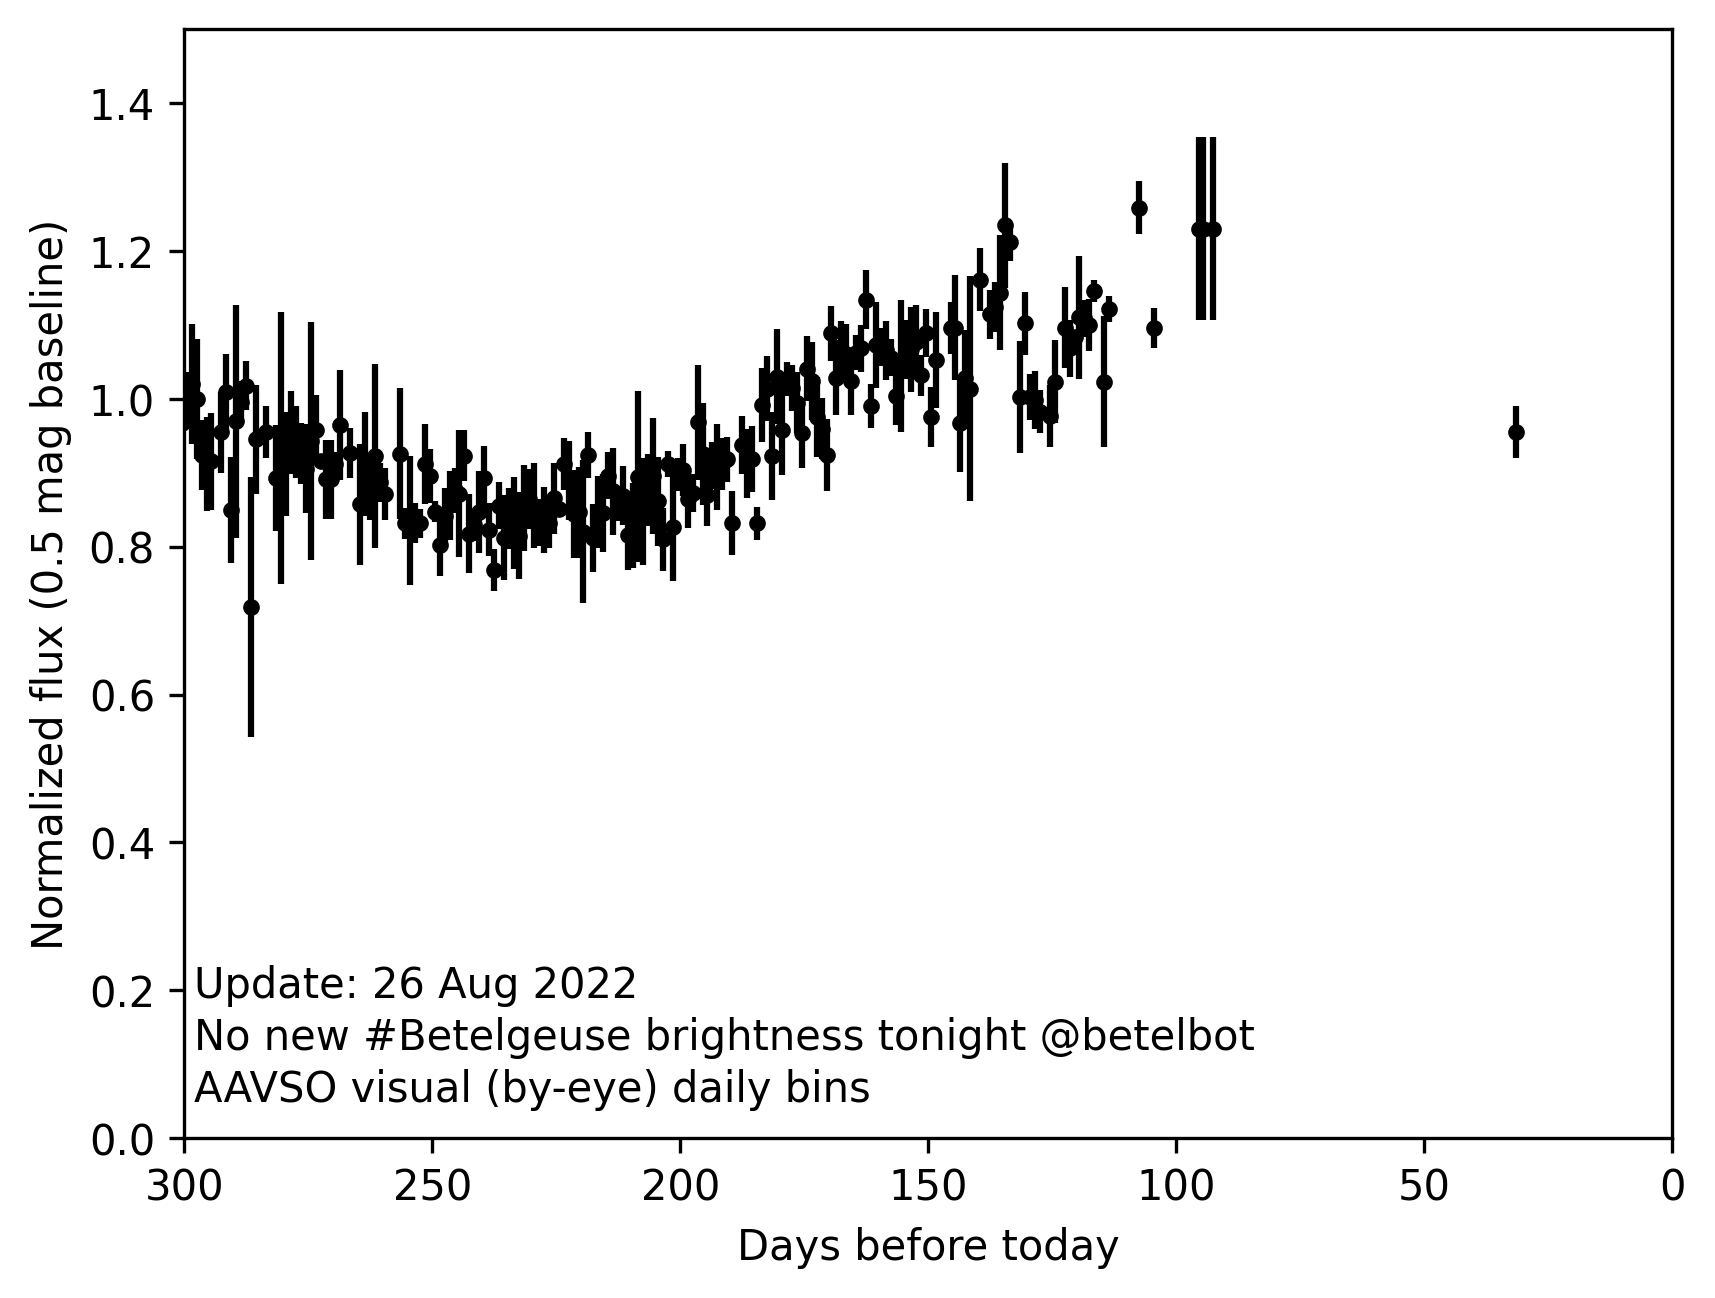 1.4
1.2
1.0
0.8
0.6
0.4
0.2
0.0
Normalized flux (0.5 mag baseline)
Update: 26 Aug 2022
No new #Betelgeuse brightness tonight @betelbot
AAVSO visual (by-eye) daily bins
300 250 200 150 100 50 0
Days before today